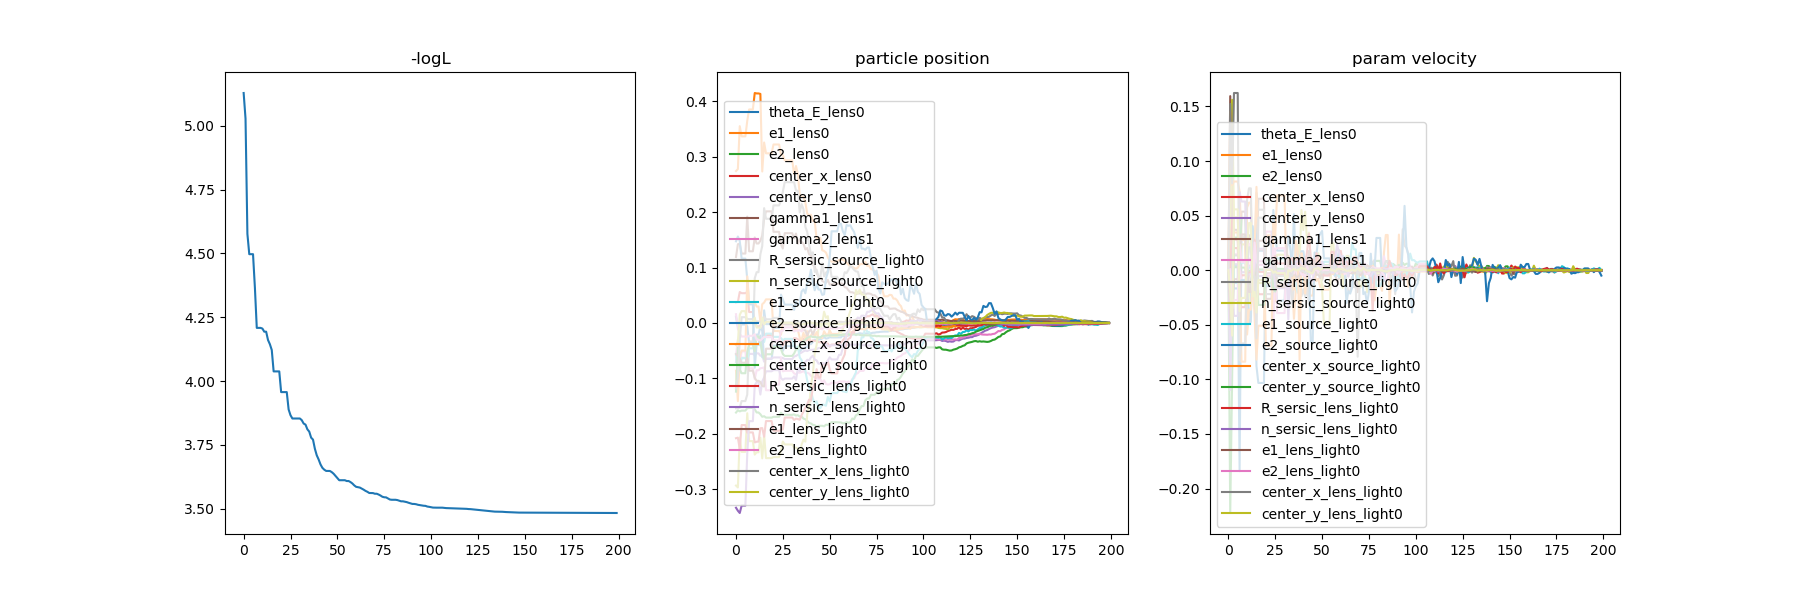 -logL
5.00
4.75
4.50
4.25
4.00
3.75
3.50
0 25 50 75 100 125 150 175 200
particle position
0.4
0.3
0.2
0.1
0.0
−0.1
−0.2
−0.3
theta_E_lens0
e1_lens0
e2_lens0
center_x_lens0
center_y_lens0
gamma1_lens1
gamma2_lens1
R_sersic_source_light0
n_sersic_source_light0
e1_source_light0
e2_source_light0
center_x_source_light0
center_y_source_light0
R_sersic_lens_light0
n_sersic_lens_light0
e1_lens_light0
e2_lens_light0
center_x_lens_light0
center_y_lens_light0
0 25 50 75 100 125 150 175 200
param velocity
0.15
0.10
0.05
0.00
−0.05
−0.10
−0.15
−0.20
theta_E_lens0
e1_lens0
e2_lens0
center_x_lens0
center_y_lens0
gamma1_lens1
gamma2_lens1
R_sersic_source_light0
n_sersic_source_light0
e1_source_light0
e2_source_light0
center_x_source_light0
center_y_source_light0
R_sersic_lens_light0
n_sersic_lens_light0
e1_lens_light0
e2_lens_light0
center_x_lens_light0
center_y_lens_light0
0 25 50 75 100 125 150 175 200